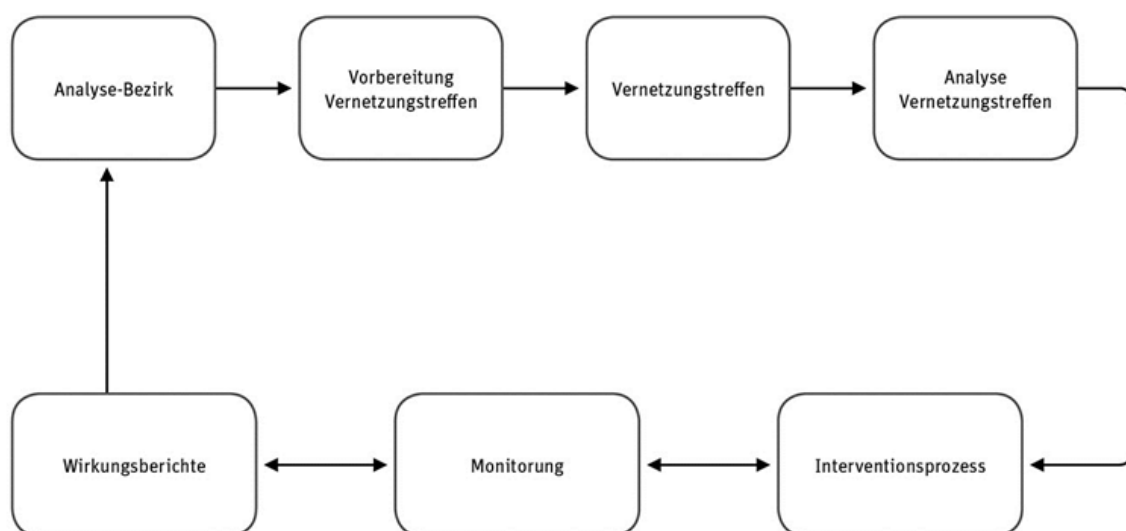 Analyse-Bezirk
Vorbereitung
Vernetzungstreffen
Vernetzungstreffen
Analyse
Vernetzungstreffen
Wirkungsberichte
Monitorung
Interventionsprozess